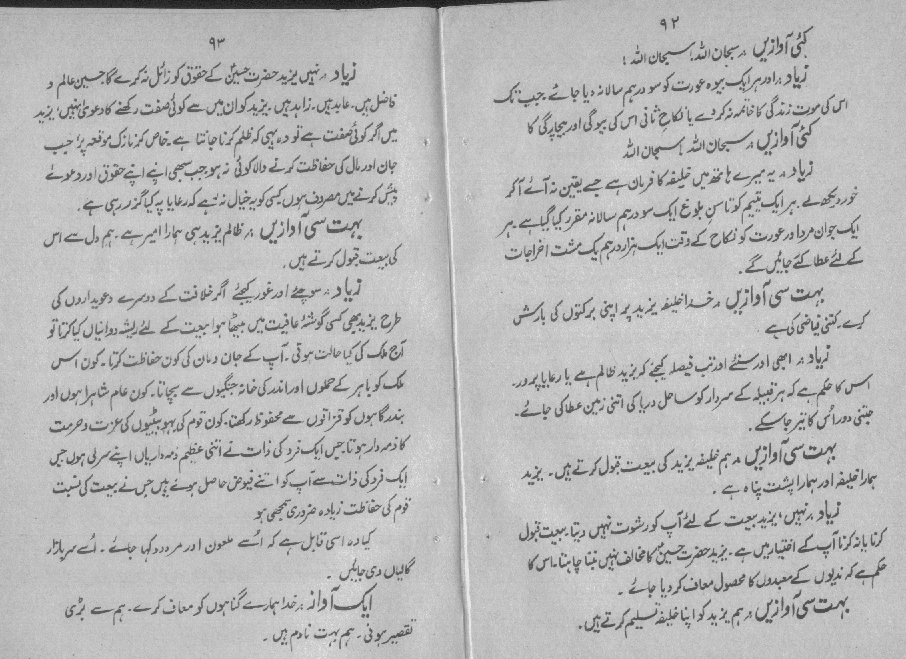 ۹۲
کئی آوازیں :۔ سبحان اللہ! سبحان اللہ!
زیاد :۔ اور ہر ایک بیوہ عورت کو سو درہم سالانہ دیا جائے جب تک
اس کی موت زندگی کا خاتمہ نہ کر دے یا نکاح ثانی اس کی بیوگی اور بیچارگی کا
کئی آوازیں :۔ سبحان اللہ! سبحان اللہ
زیاد :۔ یہ میرے ہاتھ میں خلیفہ کا فرمان ہے جسے یقین نہ آئے آ کر
خود دیکھ لے۔ ہر ایک یتیم کو تا سن بلوغ ایک سو درہم سالانہ مقرر کیا گیا ہے۔ ہر
ایک جوان مرد اور عورت کو نکاح کے وقت ایک ہزار درہم یک مشت اخراجات
کے لئے عطا کئے جائیں گے۔
بہت سی آوازیں :۔ خدا خلیفہ یزید پر اپنی برکتوں کی بارش
کرے۔ کتنی فیاضی کی ہے
زیاد :۔ ابھی اور سنئے اور تب فیصلہ کیجئے کہ یزید ظالم ہے یا رعایا پرور۔
اس کا حکم ہے کہ ہر قبیلہ کے سردار کو ساحل دریا کی اتنی زمین عطا کی جائے۔
جتنی دور اُس کا تیر جا سکے۔
بہت سی آوازیں :۔ ہم خلیفہ یزید کی بیعت قبول کرتے ہیں۔ یزید
ہمارا خلیفہ اور ہمارا پشت پناہ ہے۔
زیاد :۔ نہیں، یزید بیعت کے لئے آپ کو رشوت نہیں دیتا۔ بیعت قبول
کرنا یا نہ کرنا آپ کے اختیار میں ہے۔ یزید حضرت حسینؓ کا مخالف نہیں بننا چاہتا۔ اس کا
حکم ہے کہ ندیوں کے معبدوں کا محصول معاف کر دیا جائے۔
بہت سی آوازیں :۔ ہم یزید کو اپنا خلیفہ تسلیم کرتے ہیں۔
۹۳
زیاد :۔ نہیں یزید حضرت حسینؓ کے حقوق کو زائل نہ کرے گا حسین عالم و
فاضل ہیں۔ عابد ہیں۔ زاہد ہیں۔ یزید کو ان میں سے کوئی صفت رکھنے کا دعویٰ نہیں، یزید
میں اگر کوئی صفت ہے تو وہ یہی کہ ظلم کرنا جانتا ہے۔ خاص کر نازک موقعہ پر! جب
جان اور مال کی حفاظت کرنے والا کوئی نہ ہو جب سبھی اپنے اپنے حقوق اور دعوئے
پیش کرنے میں مصروف ہوں کسی کو یہ خیال نہ ہے کہ رعایا پہ کیا گزر رہی ہے۔
بہت سی آوازیں :۔ ظالم یزید ہی ہمارا امیر ہے۔ ہم دل سے اس
کی بیعت قبول کرتے ہیں۔
زیاد :۔ سوچئے اور غور کیجئے اگر خلافت کے دوسرے دعویداروں کی
طرح یزید بھی کسی گوشۂ عافیت میں بیٹھا ہوا بیعت کے لئے ریشہ دوانیاں کیا کرتا تو
آج ملک کی کیا حالت ہوتی۔ آپ کے جان و مال کی کون حفاظت کرتا۔ کون اس
ملک کو باہر کے حملوں اور اندر کی خانہ جنگیوں سے بچاتا۔ کون عام شاہراہوں اور
بندر گاہوں کو قزاقوں سے محفوظ رکھتا۔ کون قوم کی بہو بیٹیوں کی عزت و حرمت
کا ذمہ دار ہوتا جس ایک فرد کی ذات نے اتنی عظیم ذمہ داریاں اپنے سر لی ہوں جس
ایک فرد کی ذات سے آپ کو اتنے فیوض حاصل ہوئے ہیں جس نے بیعت کی نسبت
قوم کی حفاظت زیادہ ضروری سمجھی ہو
کیا وہ اسی قابل ہے کہ اُسے ملعون اور مردود کہا جائے۔ اُسے سر بازار
گالیاں دی جائیں۔
ایک آواز :۔ خدا ہمارے گناہوں کو معاف کرے۔ ہم سے بڑی
تقصیر ہوئی۔ ہم بہت نادم ہیں۔